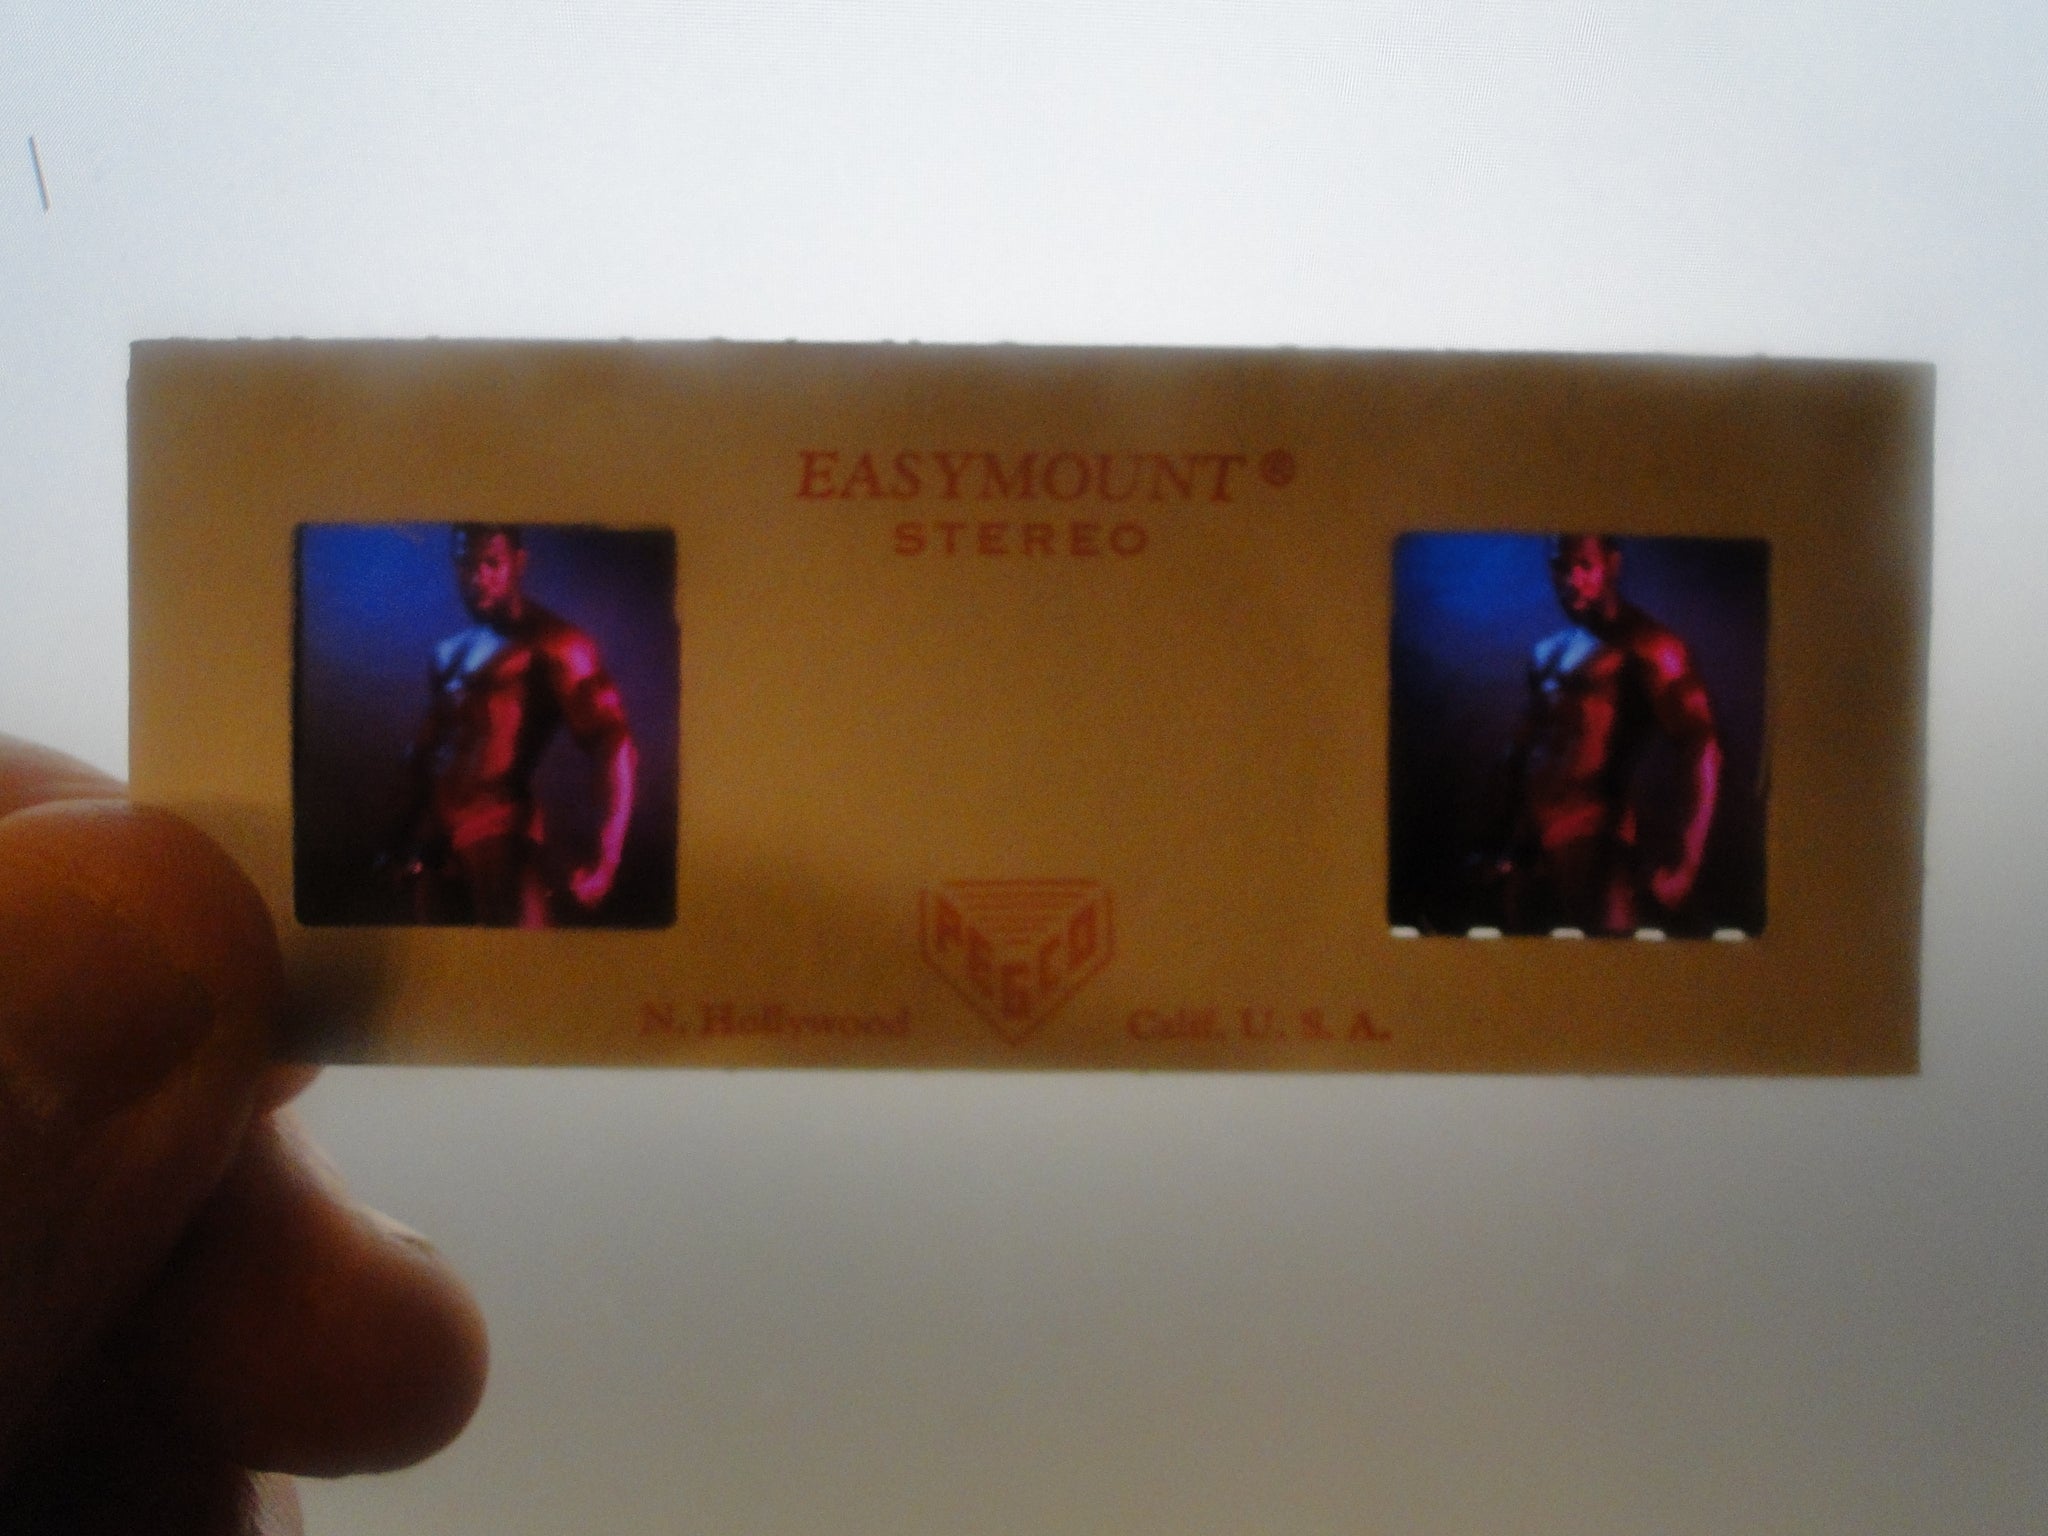 EASYMOUNT®
STEREO
PEGCO
N. Hollywood Calif. U. S. A.